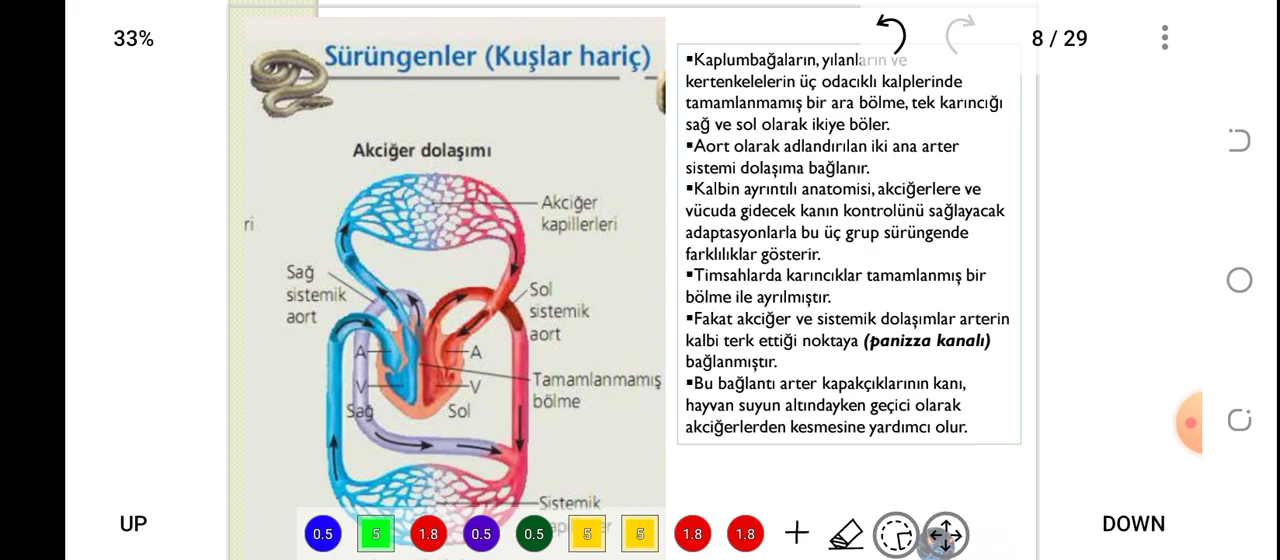 33%
8 / 29
Sürüngenler (Kuşlar hariç)
Akciğer dolaşımı
ri
Akciğer
kapillerleri
Sağ
sistemik
aort
Sol
sistemik
aort
A
A
V
V
Sağ
Sol
Tamamlanmamış
bölme
Sistemik
▪Kaplumbağaların, yılanların ve
kertenkelelerin üç odacıklı kalplerinde
tamamlanmamış bir ara bölme, tek karıncığı
sağ ve sol olarak ikiye böler.
▪Aort olarak adlandırılan iki ana arter
sistemi dolaşıma bağlanır.
▪Kalbin ayrıntılı anatomisi, akciğerlere ve
vücuda gidecek kanın kontrolünü sağlayacak
adaptasyonlarla bu üç grup sürüngende
farklılıklar gösterir.
▪Timsahlarda karıncıklar tamamlanmış bir
bölme ile ayrılmıştır.
▪Fakat akciğer ve sistemik dolaşımlar arterin
kalbi terk ettiği noktaya (panizza kanalı)
bağlanmıştır.
▪Bu bağlantı arter kapakçıklarının kanı,
hayvan suyun altındayken geçici olarak
akciğerlerden kesmesine yardımcı olur.
UP
0.5
5
1.8
0.5
0.5
5
5
1.8
1.8
DOWN